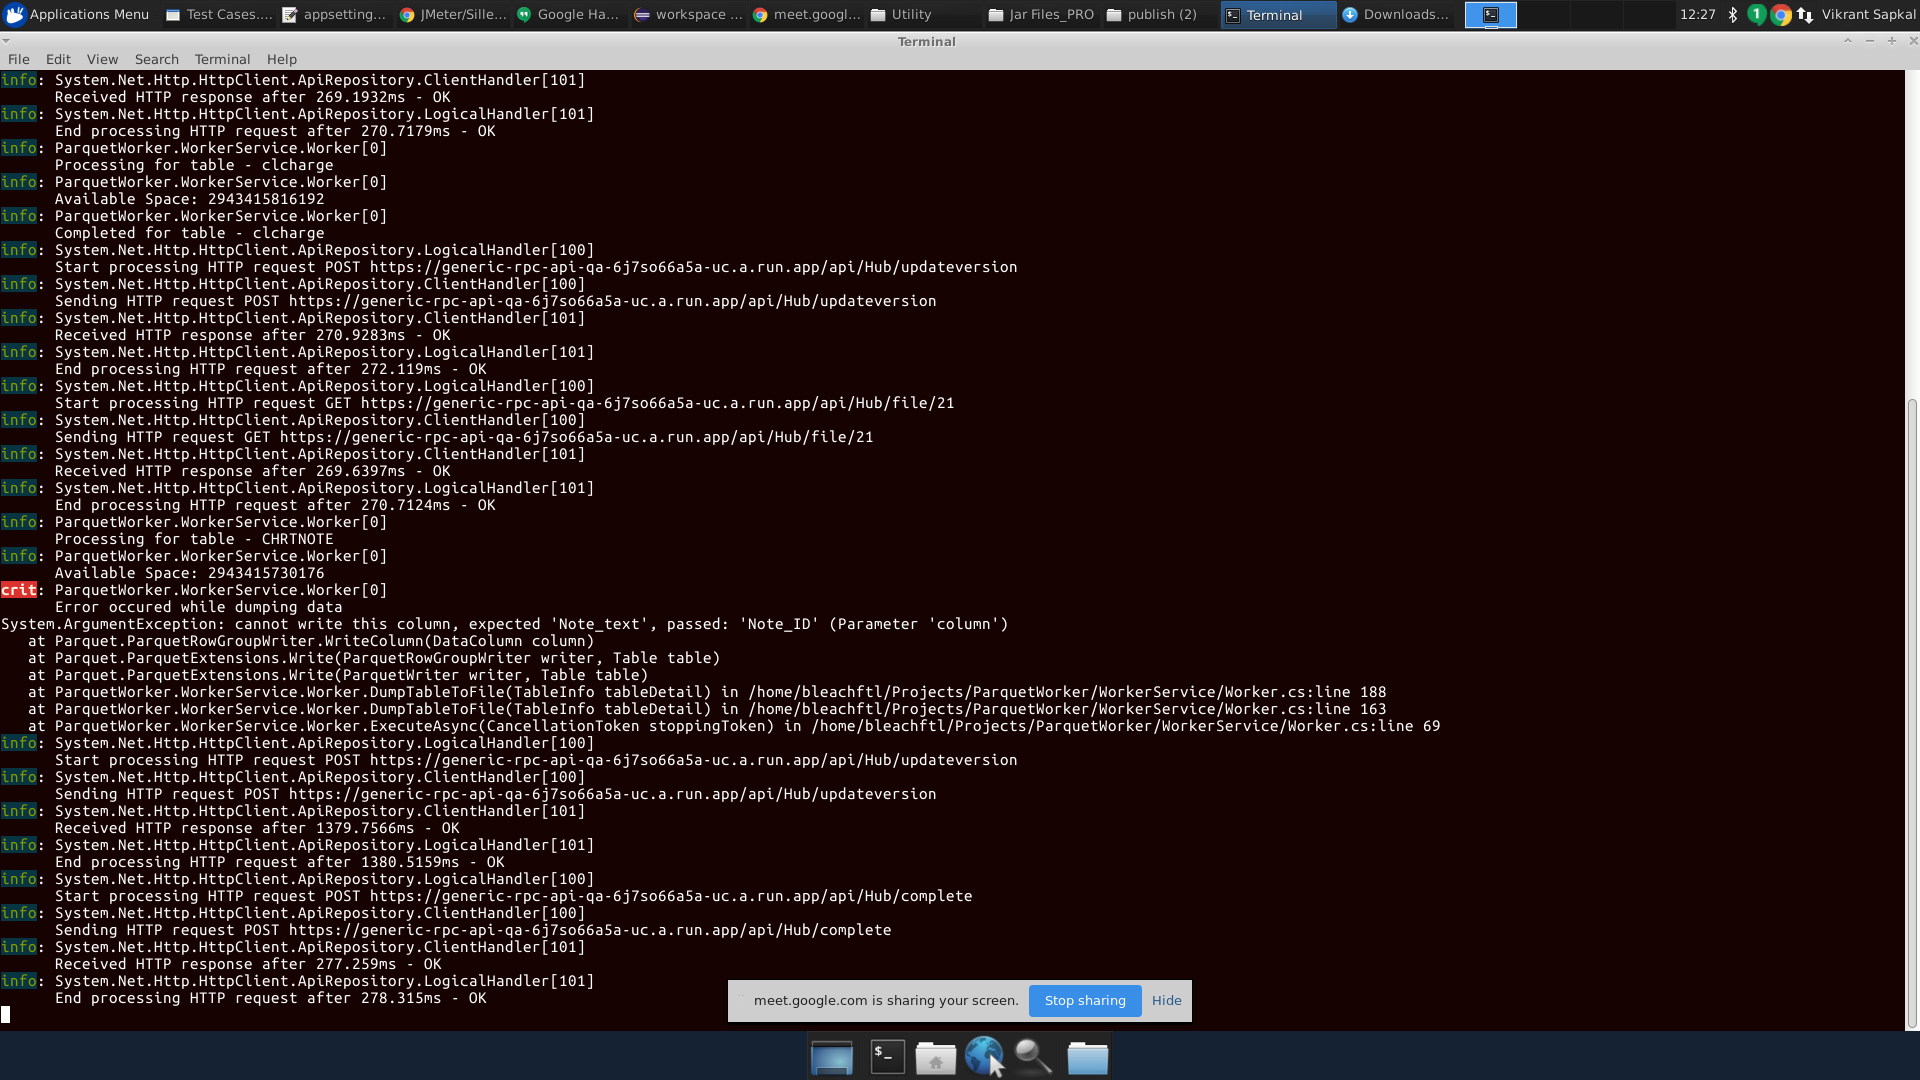 Applications Menu
Test Cases....
appsetting...
JMeter/Sille...
Google Ha...
workspace ...
meet.googl...
Utility
Jar Files_PRO
publish (2)
Terminal
Downloads...
12:27
1
Vikrant Sapkal
Terminal
File Edit View Search Terminal Help
info: System.Net.Http.HttpClient.ApiRepository.ClientHandler[101]
Received HTTP response after 269.1932ms - OK
info: System.Net.Http.HttpClient.ApiRepository.LogicalHandler[101]
End processing HTTP request after 270.7179ms - OK
info: ParquetWorker.WorkerService.Worker[0]
Processing for table - clcharge
info: ParquetWorker.WorkerService.Worker[0]
Available Space: 2943415816192
info: ParquetWorker.WorkerService.Worker[0]
Completed for table - clcharge
info: System.Net.Http.HttpClient.ApiRepository.LogicalHandler[100]
Start processing HTTP request POST https://generic-rpc-api-qa-6j7so66a5a-uc.a.run.app/api/Hub/updateversion
info: System.Net.Http.HttpClient.ApiRepository.ClientHandler[100]
Sending HTTP request POST https://generic-rpc-api-qa-6j7so66a5a-uc.a.run.app/api/Hub/updateversion
info: System.Net.Http.HttpClient.ApiRepository.ClientHandler[101]
Received HTTP response after 270.9283ms - OK
info: System.Net.Http.HttpClient.ApiRepository.LogicalHandler[101]
End processing HTTP request after 272.119ms - OK
info: System.Net.Http.HttpClient.ApiRepository.LogicalHandler[100]
Start processing HTTP request GET https://generic-rpc-api-qa-6j7so66a5a-uc.a.run.app/api/Hub/file/21
info: System.Net.Http.HttpClient.ApiRepository.ClientHandler[100]
Sending HTTP request GET https://generic-rpc-api-qa-6j7so66a5a-uc.a.run.app/api/Hub/file/21
info: System.Net.Http.HttpClient.ApiRepository.ClientHandler[101]
Received HTTP response after 269.6397ms - OK
info: System.Net.Http.HttpClient.ApiRepository.LogicalHandler[101]
End processing HTTP request after 270.7124ms - OK
info: ParquetWorker.WorkerService.Worker[0]
Processing for table - CHRTNOTE
info: ParquetWorker.WorkerService.Worker[0]
Available Space: 2943415730176
crit: ParquetWorker.WorkerService.Worker[0]
Error occured while dumping data
System.ArgumentException: cannot write this column, expected 'Note_text', passed: 'Note_ID' (Parameter 'column')
at Parquet.ParquetRowGroupWriter.WriteColumn(DataColumn column)
at Parquet.ParquetExtensions.Write(ParquetRowGroupWriter writer, Table table)
at Parquet.ParquetExtensions.Write(ParquetWriter writer, Table table)
at ParquetWorker.WorkerService.Worker.DumpTableToFile(TableInfo tableDetail) in /home/bleachftl/Projects/ParquetWorker/WorkerService/Worker.cs:line 188
at ParquetWorker.WorkerService.Worker.DumpTableToFile(TableInfo tableDetail) in /home/bleachftl/Projects/ParquetWorker/WorkerService/Worker.cs:line 163
at ParquetWorker.WorkerService.Worker.ExecuteAsync(CancellationToken stoppingToken) in /home/bleachftl/Projects/ParquetWorker/WorkerService/Worker.cs:line 69
info: System.Net.Http.HttpClient.ApiRepository.LogicalHandler[100]
Start processing HTTP request POST https://generic-rpc-api-qa-6j7so66a5a-uc.a.run.app/api/Hub/updateversion
info: System.Net.Http.HttpClient.ApiRepository.ClientHandler[100]
Sending HTTP request POST https://generic-rpc-api-qa-6j7so66a5a-uc.a.run.app/api/Hub/updateversion
info: System.Net.Http.HttpClient.ApiRepository.ClientHandler[101]
Received HTTP response after 1379.7566ms - OK
info: System.Net.Http.HttpClient.ApiRepository.LogicalHandler[101]
End processing HTTP request after 1380.5159ms - OK
info: System.Net.Http.HttpClient.ApiRepository.LogicalHandler[100]
Start processing HTTP request POST https://generic-rpc-api-qa-6j7so66a5a-uc.a.run.app/api/Hub/complete
info: System.Net.Http.HttpClient.ApiRepository.ClientHandler[100]
Sending HTTP request POST https://generic-rpc-api-qa-6j7so66a5a-uc.a.run.app/api/Hub/complete
info: System.Net.Http.HttpClient.ApiRepository.ClientHandler[101]
Received HTTP response after 277.259ms - OK
info: System.Net.Http.HttpClient.ApiRepository.LogicalHandler[101]
End processing HTTP request after 278.315ms - OK
meet.google.com is sharing your screen. Stop sharing Hide